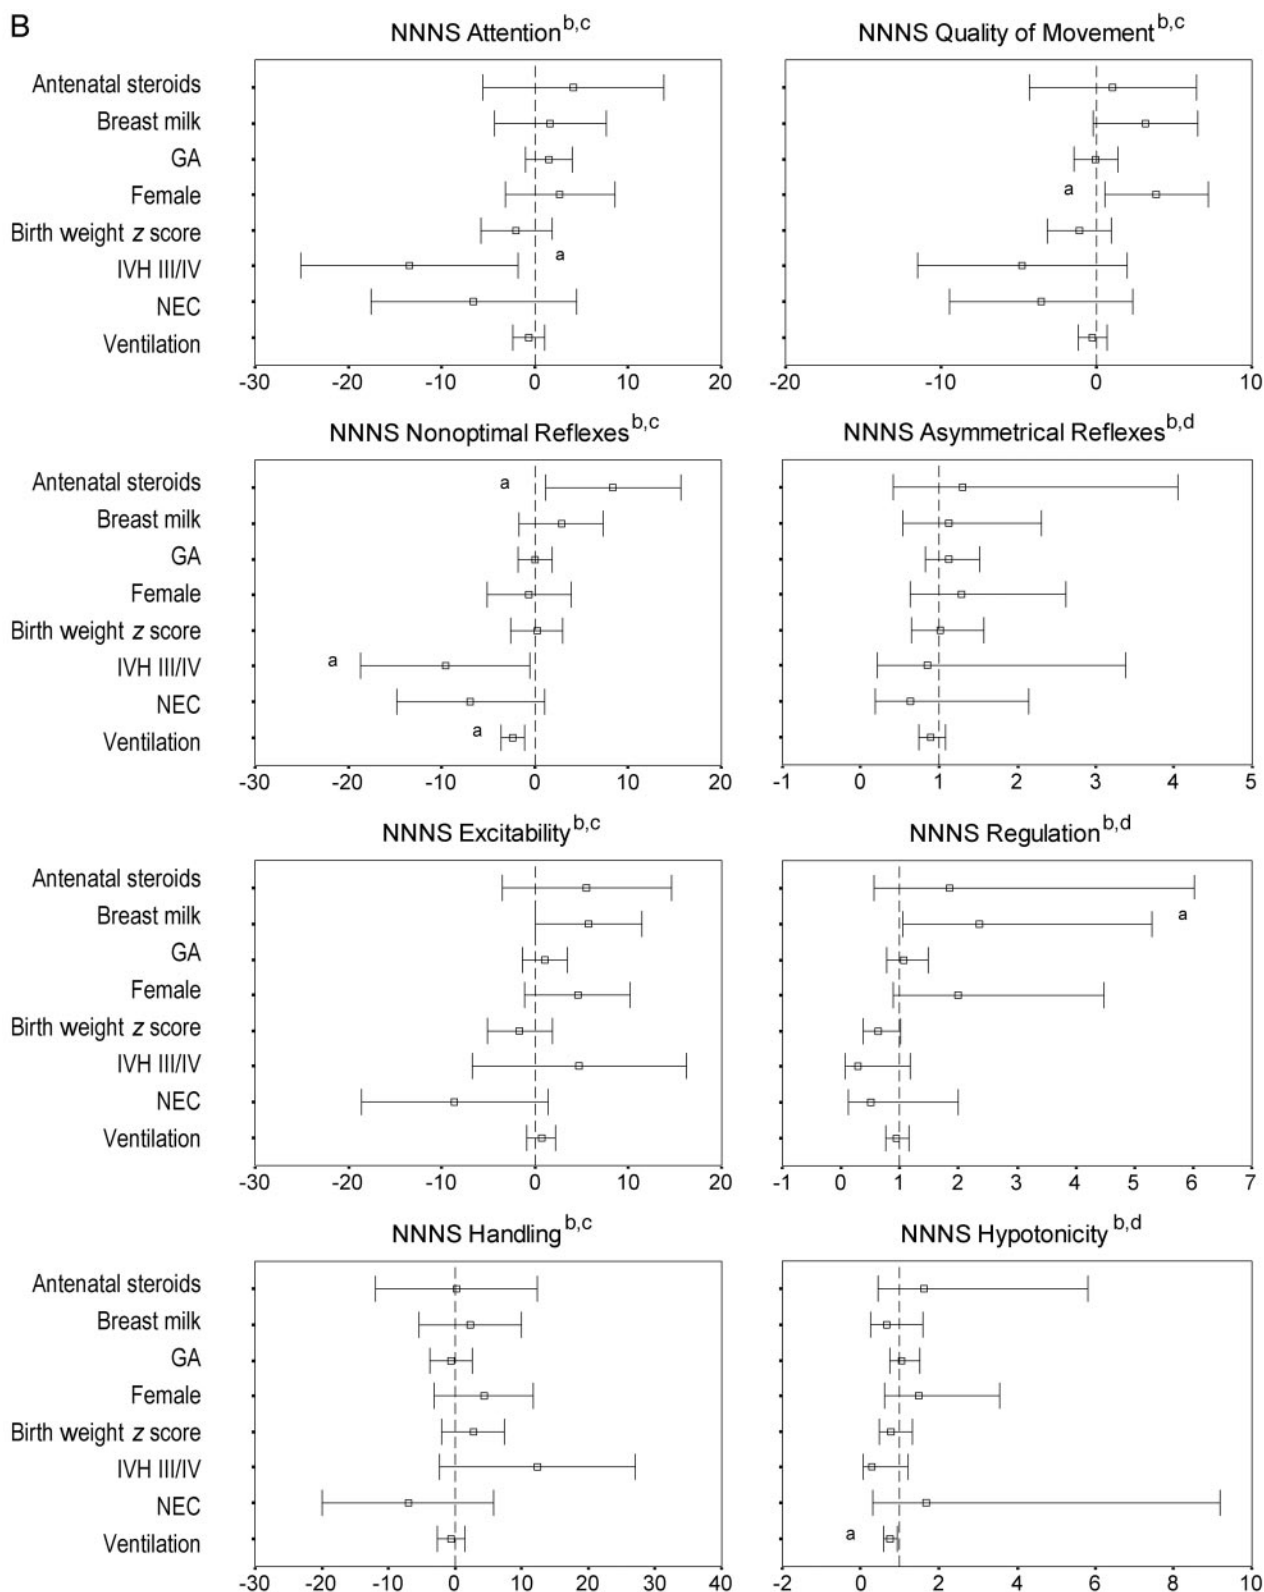 B
NNNS Attention b,c
NNNS Quality of Movement b,c
Antenatal steroids
Breast milk
GA
Female
a
Birth weight z score
a
IVH III/IV
NEC
Ventilation
-30 -20 -10 0 10 20
-20 -10 0 10
NNNS Nonoptimal Reflexes b,c
NNNS Asymmetrical Reflexes b,d
Antenatal steroids
a
Breast milk
GA
Female
Birth weight z score
IVH III/IV
a
NEC
Ventilation
a
-30 -20 -10 0 10 20
-1 0 1 2 3 4 5
NNNS Excitability b,c
NNNS Regulation b,d
Antenatal steroids
Breast milk
a
GA
Female
Birth weight z score
IVH III/IV
NEC
Ventilation
-30 -20 -10 0 10 20
-1 0 1 2 3 4 5 6 7
NNNS Handling b,c
NNNS Hypotonicity b,d
Antenatal steroids
Breast milk
GA
Female
Birth weight z score
IVH III/IV
NEC
Ventilation
a
-30 -20 -10 0 10 20 30 40
-2 0 2 4 6 8 10